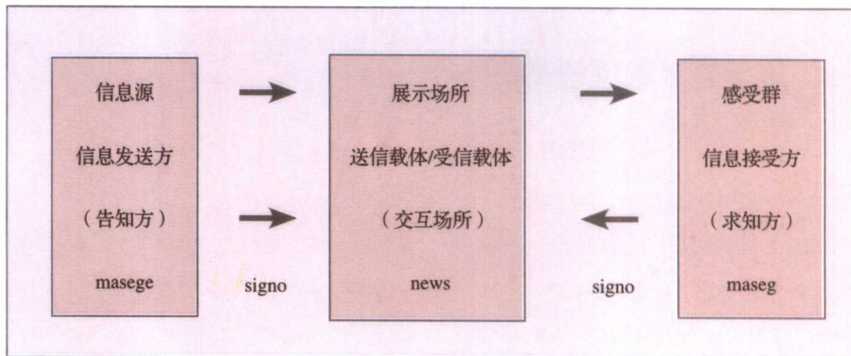 信息源 展示场所 感受群
信息发送方 送信载体/受信载体 信息接受方
（告知方） （交互场所） （求知方）
masege signo news signo maseg